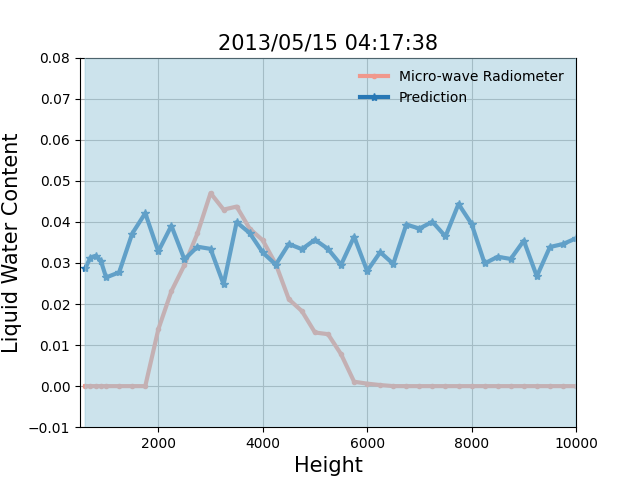 2013/05/15 04:17:38
0.08
0.07
0.06
0.05
0.04
0.03
0.02
0.01
0.00
−0.01
Liquid Water Content
Micro-wave Radiometer
Prediction
2000 4000 6000 8000 10000
Height